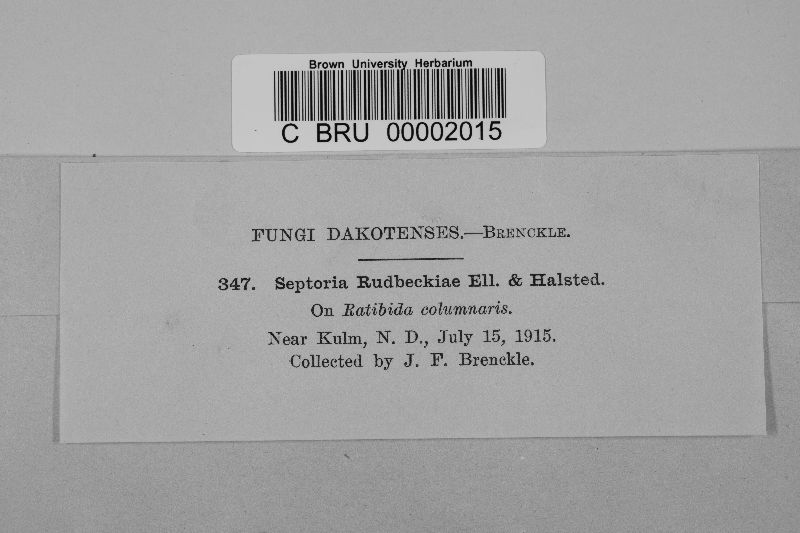 Brown University Herbarium
C BRU 00002015
FUNGI DAKOTENSES.—BRENCKLE.
347. Septoria Rudbeckiae Ell. & Halsted.
On Ratibida columnaris.
Near Kulm, N. D., July 15, 1915.
Collected by J. F. Brenckle.